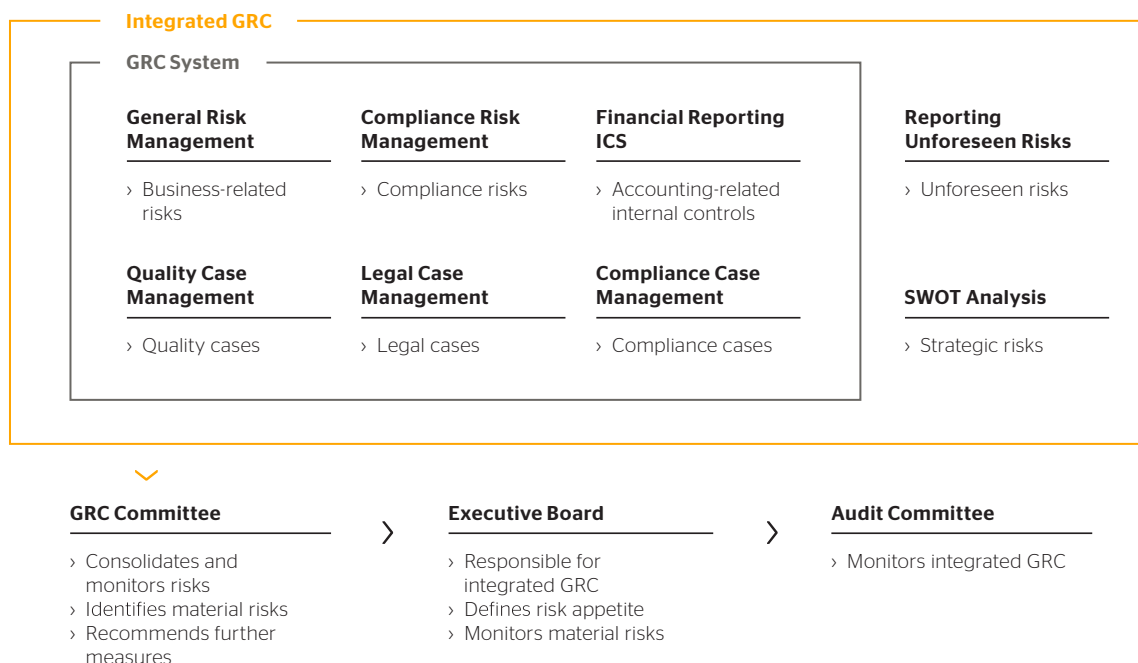 Integrated GRC
GRC System
General Risk
Management
› Business-related
risks
Compliance Risk
Management
› Compliance risks
Financial Reporting
ICS
› Accounting-related
internal controls
Reporting
Unforeseen Risks
› Unforeseen risks
Quality Case
Management
› Quality cases
Legal Case
Management
› Legal cases
Compliance Case
Management
› Compliance cases
SWOT Analysis
› Strategic risks
GRC Committee
› Consolidates and
monitors risks
› Identifies material risks
› Recommends further
measures
Executive Board
› Responsible for
integrated GRC
› Defines risk appetite
› Monitors material risks
Audit Committee
› Monitors integrated GRC